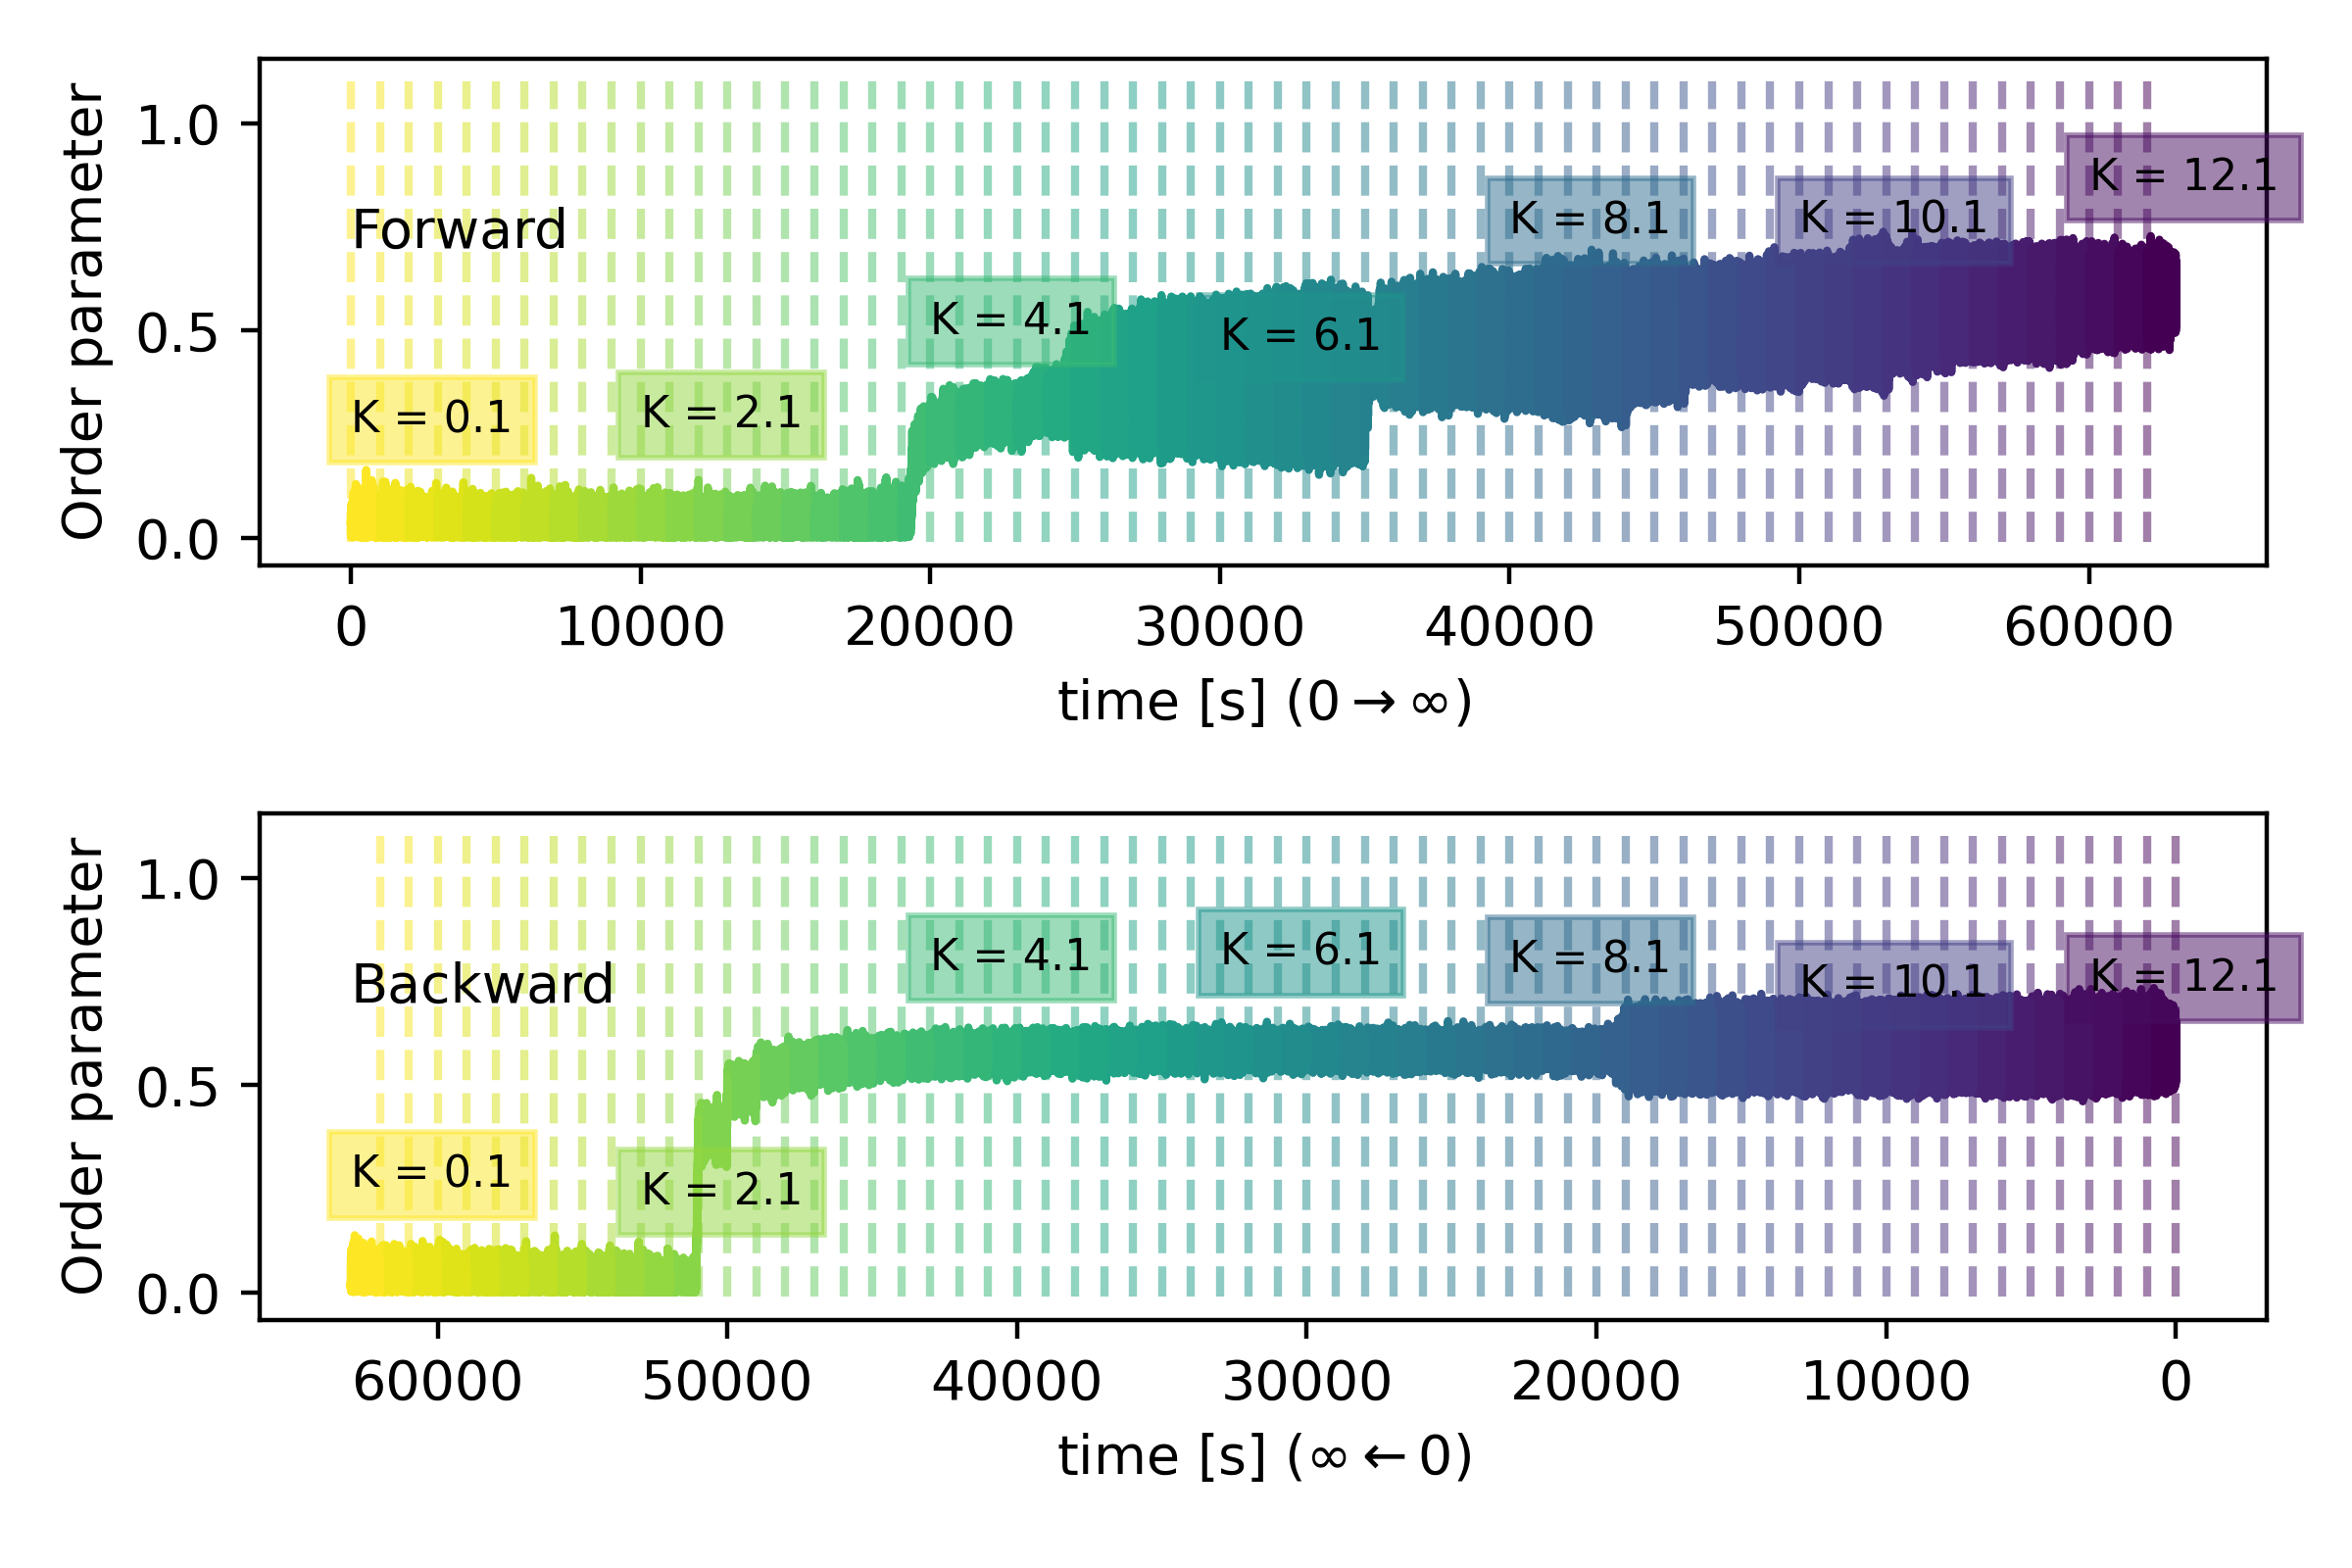 Order parameter
1.0
0.5
0.0
Forward
K = 0.1
K = 2.1
K = 4.1
K = 6.1
K = 8.1
K = 10.1
K = 12.1
0 10000 20000 30000 40000 50000 60000
time [s] (0 → ∞)
Order parameter
1.0
0.5
0.0
Backward
K = 0.1
K = 2.1
K = 4.1
K = 6.1
K = 8.1
K = 10.1
K = 12.1
60000 50000 40000 30000 20000 10000 0
time [s] (∞ ← 0)